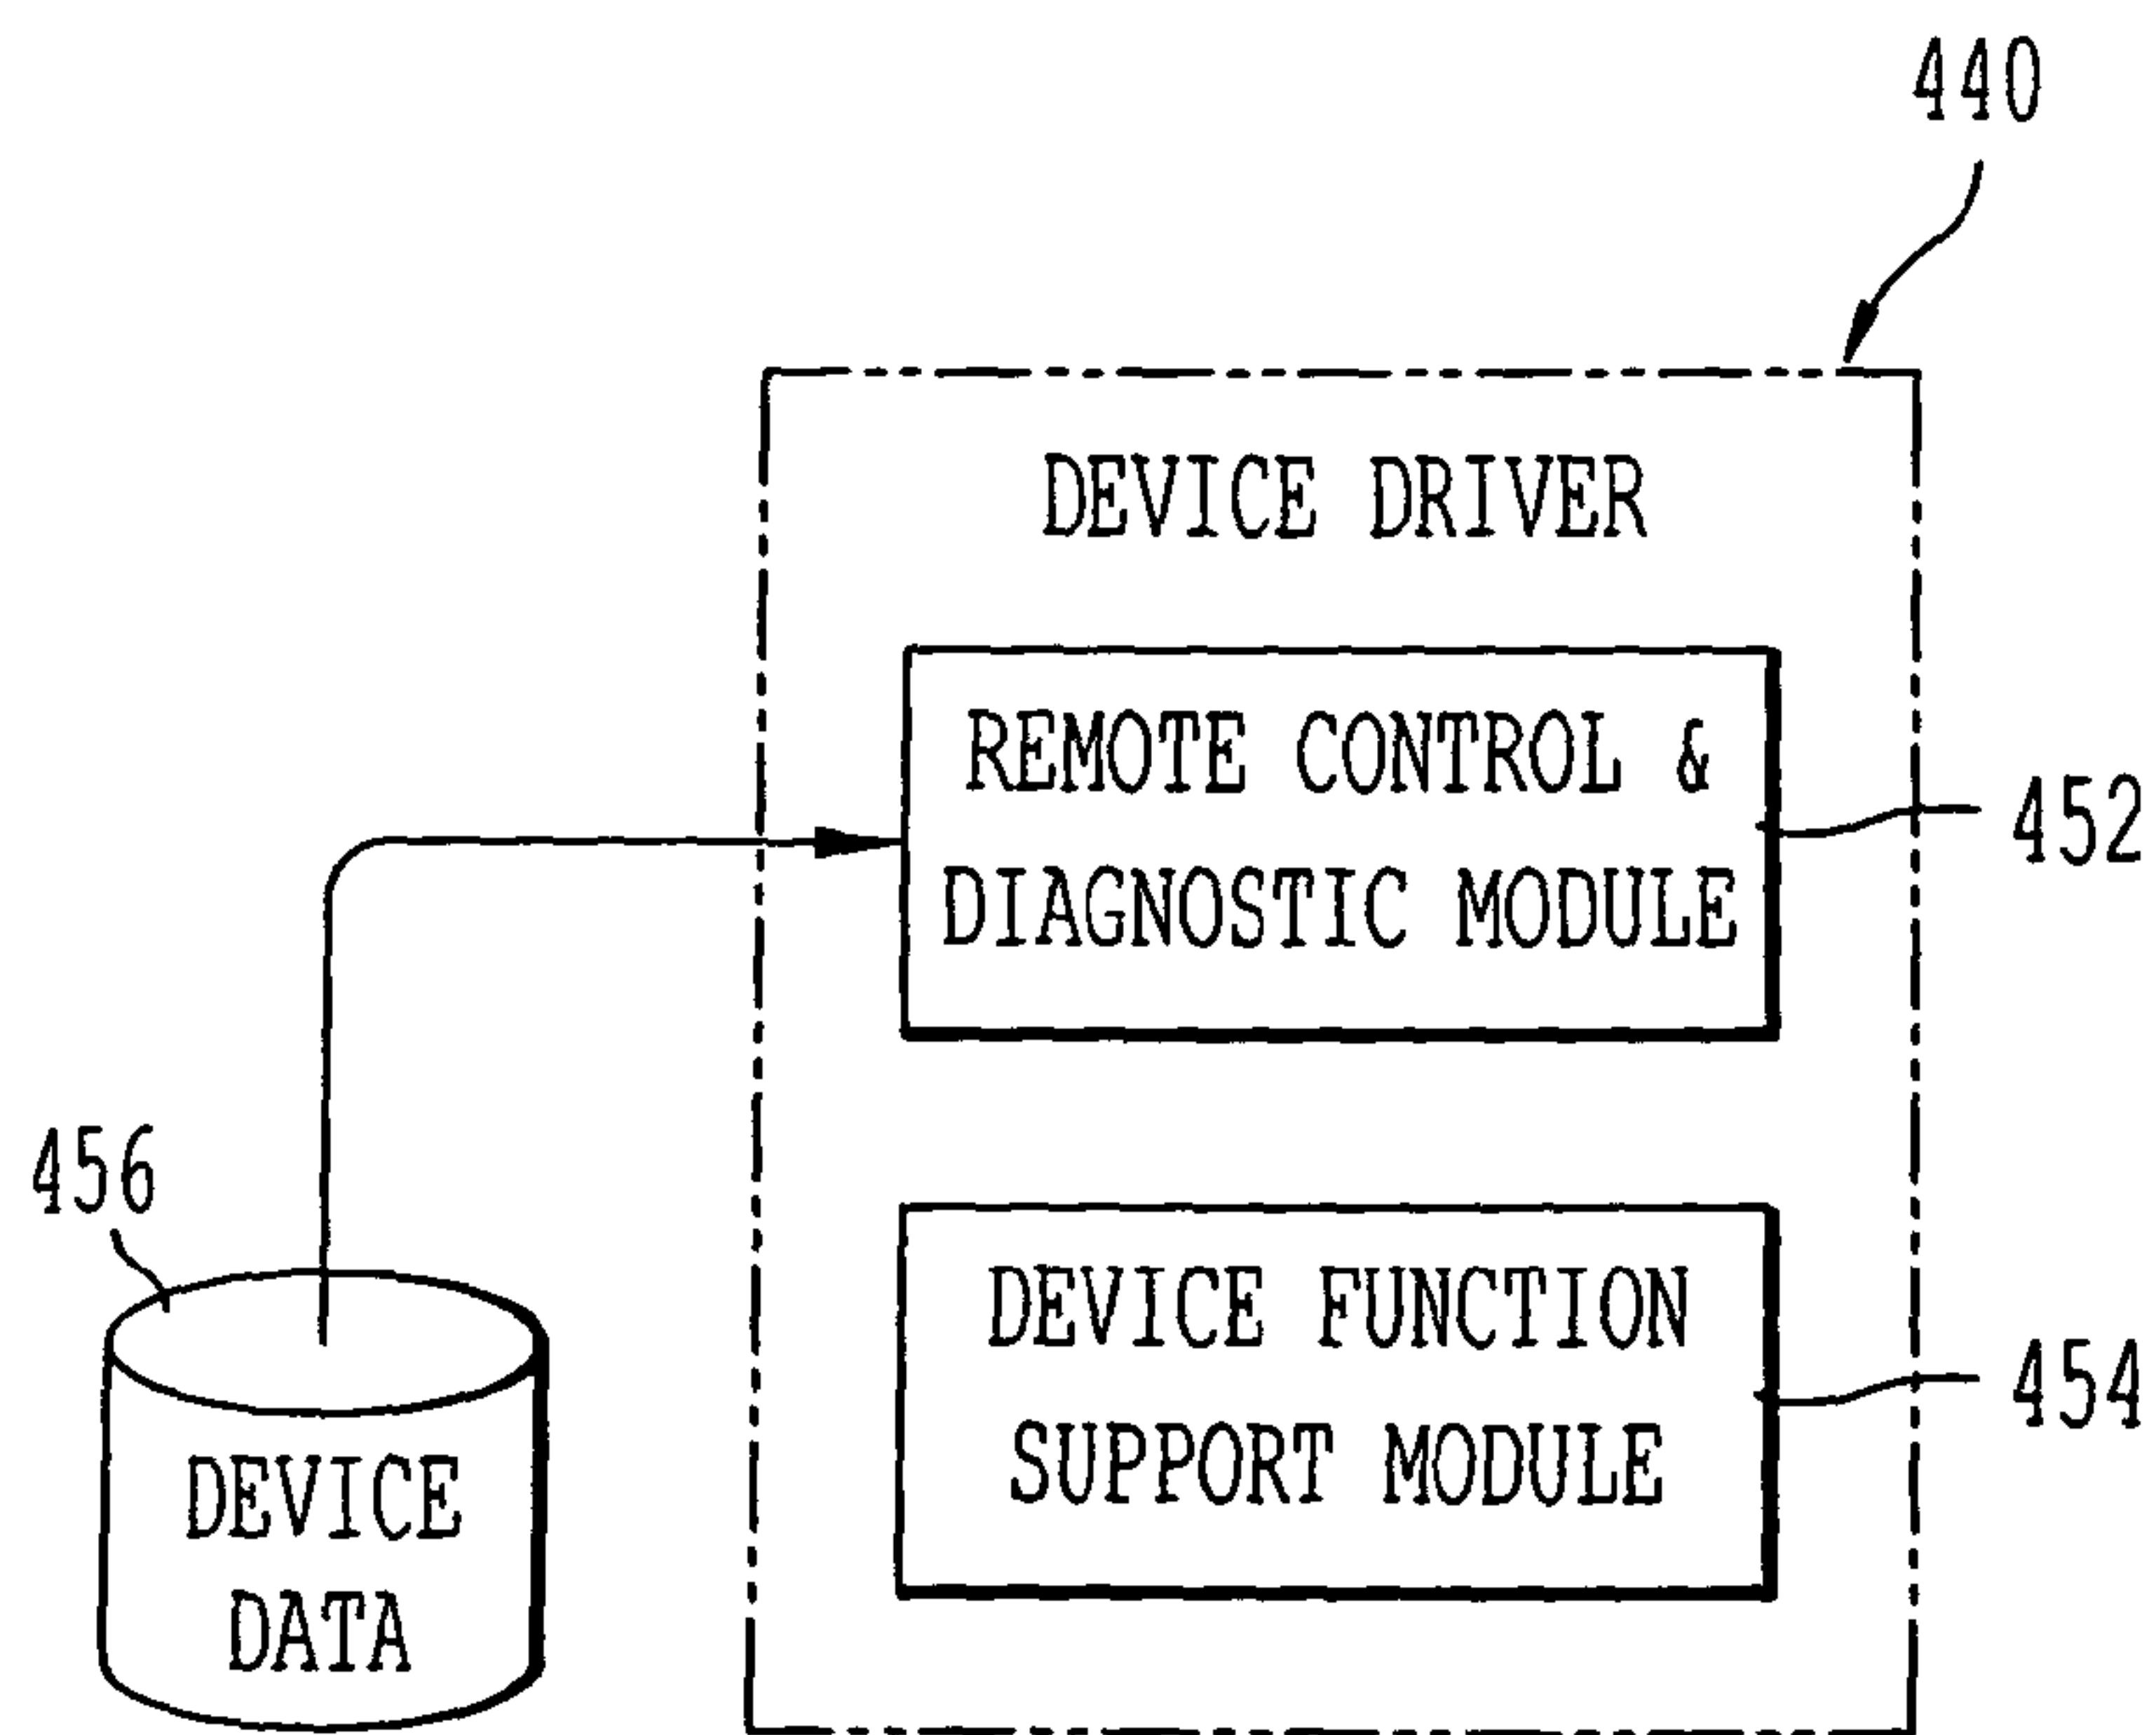 440
DEVICE DRIVER
REMOTE CONTROL &
DIAGNOSTIC MODULE
452
456
DEVICE FUNCTION
SUPPORT MODULE
454
DEVICE
DATA